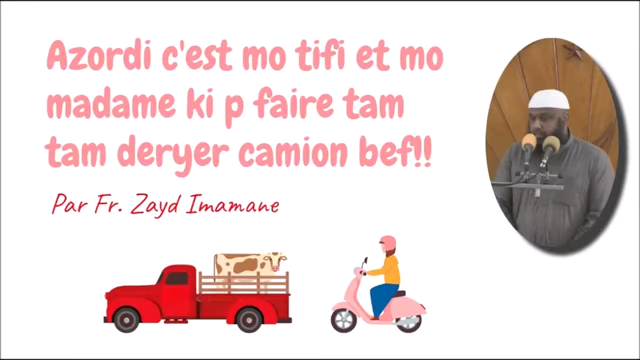 Azordi c'est mo tifi et mo
madame ki p faire tam
tam deryer camion bef!!
Par Fr. Zayd Imamane